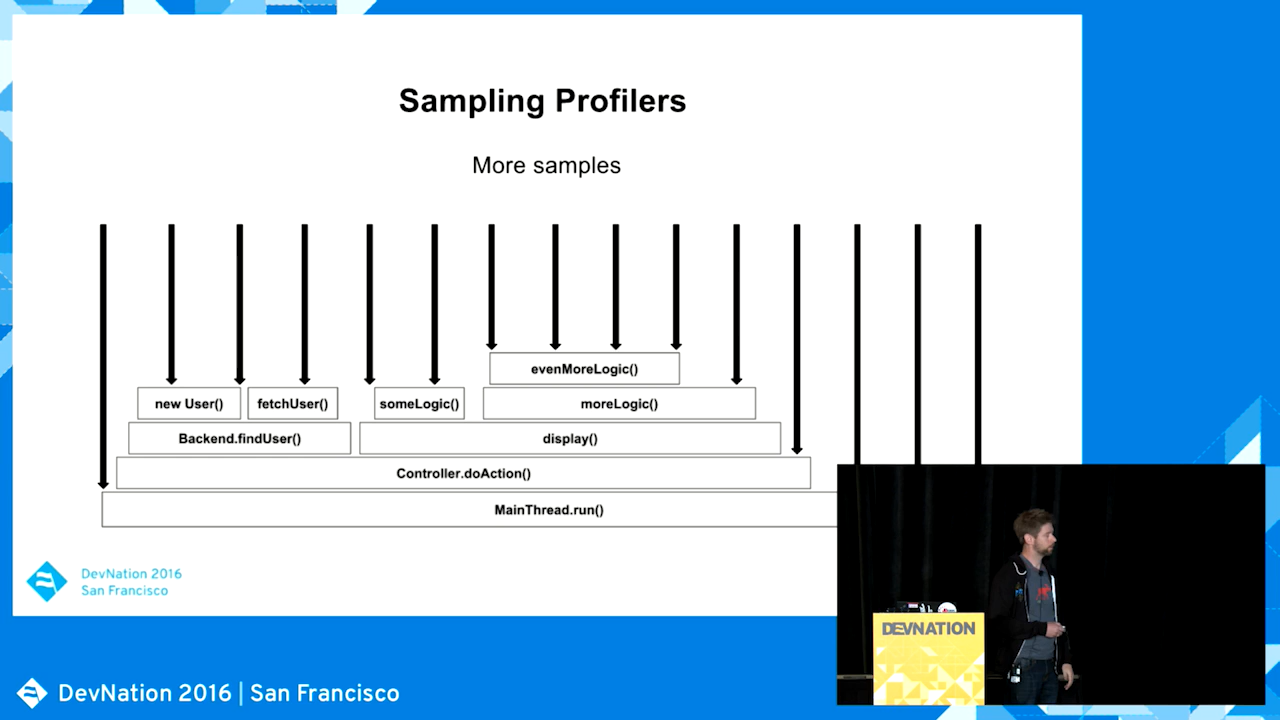 Sampling Profilers
More samples
evenMoreLogic()
new User() fetchUser() someLogic() moreLogic()
Backend.findUser() display()
Controller.doAction()
MainThread.run()
DevNation 2016
San Francisco
DEVNATION
DevNation 2016 | San Francisco